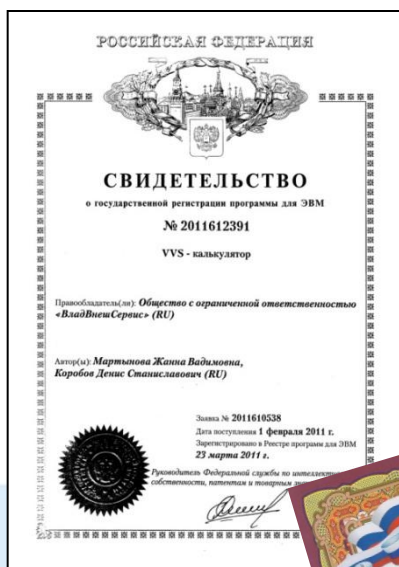 РОССИЙСКАЯ ФЕДЕРАЦИЯ
СВИДЕТЕЛЬСТВО
о государственной регистрации программы для ЭВМ
№ 2011612391
VVS - калькулятор
Правообладатель(ли): Общество с ограниченной ответственностью
«ВладВнешСервис» (RU)
Автор(ы): Мартынова Жанна Вадимовна,
Коробов Денис Станиславович (RU)
Заявка № 2011610538
Дата поступления 1 февраля 2011 г.
Зарегистрировано в Реестре программ для ЭВМ
23 марта 2011 г.
Руководитель Федеральной службы по
собственности, патентам и товарным